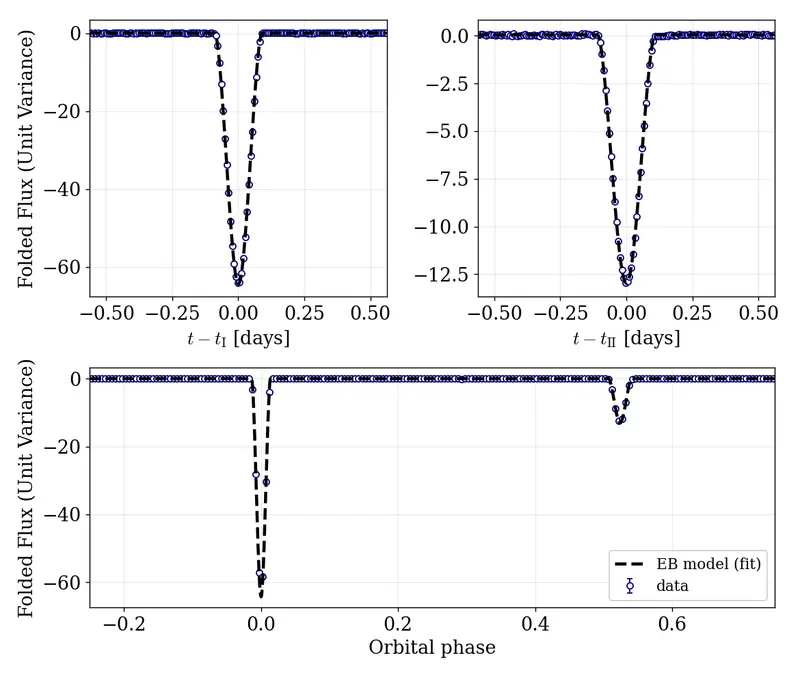 Folded Flux (Unit Variance)
0
−20
−40
−60
−0.50 −0.25 0.00 0.25 0.50
t − tI [days]
0.0
−2.5
−5.0
−7.5
−10.0
−12.5
−0.50 −0.25 0.00 0.25 0.50
t − tII [days]
Folded Flux (Unit Variance)
0
−20
−40
−60
−0.2 0.0 0.2 0.4 0.6
Orbital phase
EB model (fit)
data